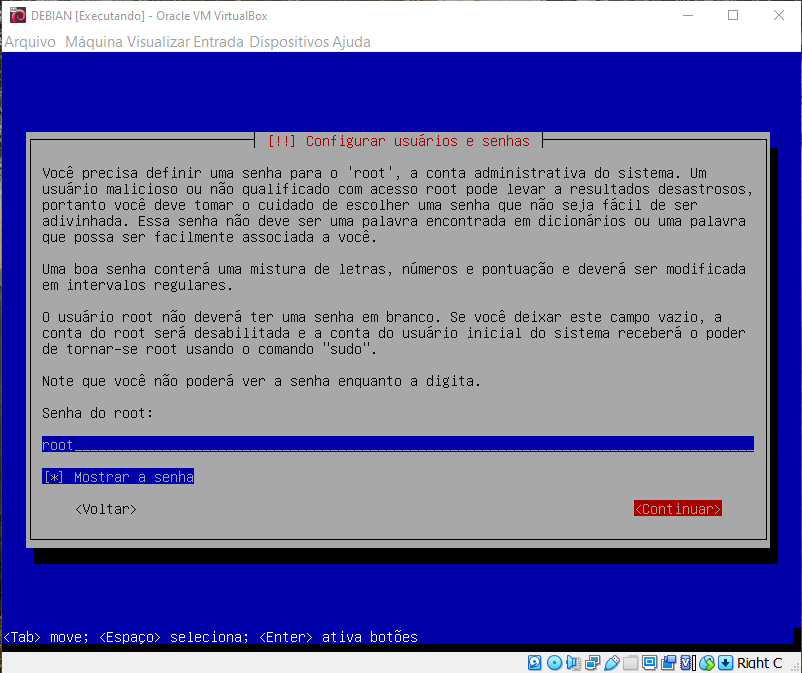 DEBIAN [Executando] - Oracle VM VirtualBox
Arquivo Máquina Visualizar Entrada Dispositivos Ajuda
[!!] Configurar usuários e senhas
Você precisa definir uma senha para o 'root', a conta administrativa do sistema. Um
usuário malicioso ou não qualificado com acesso root pode levar a resultados desastrosos,
portanto você deve tomar o cuidado de escolher uma senha que não seja fácil de ser
adivinhada. Essa senha não deve ser uma palavra encontrada em dicionários ou uma palavra
que possa ser facilmente associada a você.
Uma boa senha conterá uma mistura de letras, números e pontuação e deverá ser modificada
em intervalos regulares.
O usuário root não deverá ter uma senha em branco. Se você deixar este campo vazio, a
conta do root será desabilitada e a conta do usuário inicial do sistema receberá o poder
de tornar-se root usando o comando "sudo".
Note que você não poderá ver a senha enquanto a digita.
Senha do root:
root
[*] Mostrar a senha
<Voltar> <Continuar>
<Tab> move; <Espaço> seleciona; <Enter> ativa botões
Right C